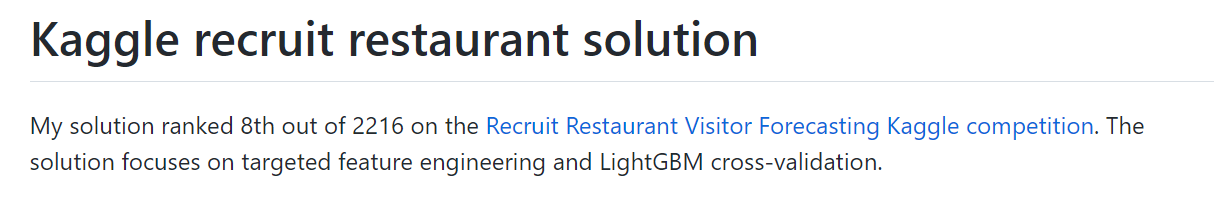 Kaggle recruit restaurant solution
My solution ranked 8th out of 2216 on the Recruit Restaurant Visitor Forecasting Kaggle competition. The
solution focuses on targeted feature engineering and LightGBM cross-validation.